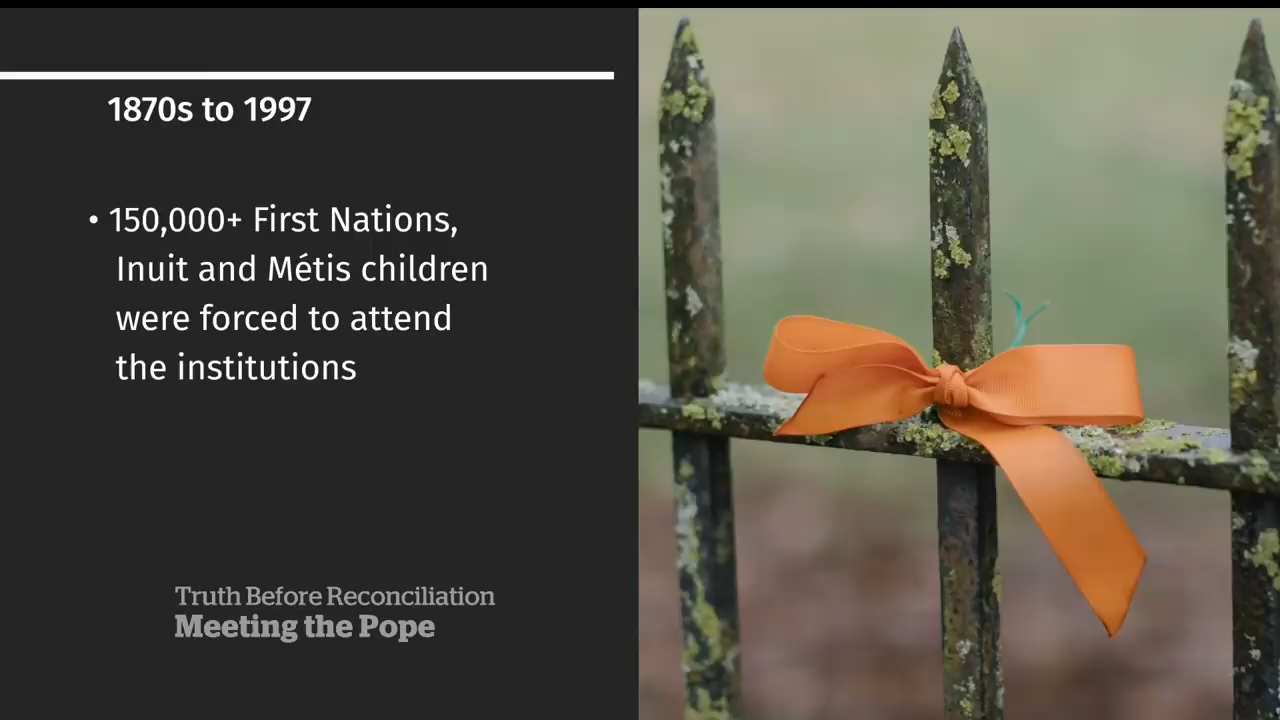 1870s to 1997
• 150,000+ First Nations,
Inuit and Métis children
were forced to attend
the institutions
Truth Before Reconciliation
Meeting the Pope